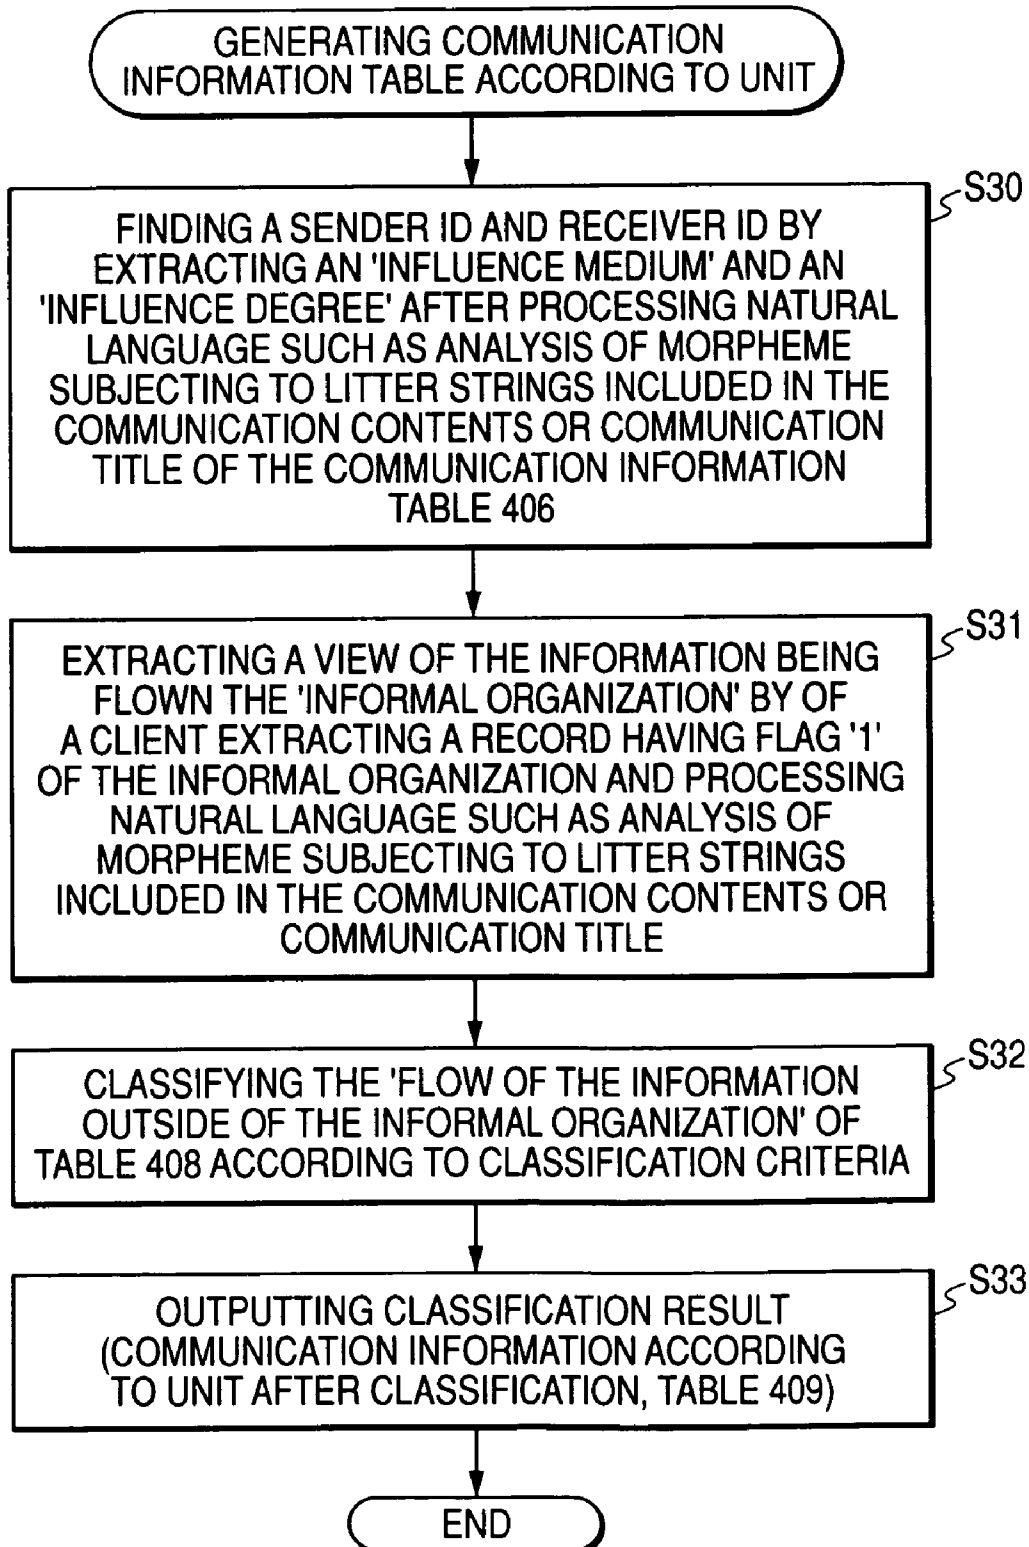 GENERATING COMMUNICATION
INFORMATION TABLE ACCORDING TO UNIT
S30
FINDING A SENDER ID AND RECEIVER ID BY
EXTRACTING AN 'INFLUENCE MEDIUM' AND AN
'INFLUENCE DEGREE' AFTER PROCESSING NATURAL
LANGUAGE SUCH AS ANALYSIS OF MORPHEME
SUBJECTING TO LITTER STRINGS INCLUDED IN THE
COMMUNICATION CONTENTS OR COMMUNICATION
TITLE OF THE COMMUNICATION INFORMATION
TABLE 406
S31
EXTRACTING A VIEW OF THE INFORMATION BEING
FLOWN THE 'INFORMAL ORGANIZATION' BY OF
A CLIENT EXTRACTING A RECORD HAVING FLAG '1'
OF THE INFORMAL ORGANIZATION AND PROCESSING
NATURAL LANGUAGE SUCH AS ANALYSIS OF
MORPHEME SUBJECTING TO LITTER STRINGS
INCLUDED IN THE COMMUNICATION CONTENTS OR
COMMUNICATION TITLE
S32
CLASSIFYING THE 'FLOW OF THE INFORMATION
OUTSIDE OF THE INFORMAL ORGANIZATION' OF
TABLE 408 ACCORDING TO CLASSIFICATION CRITERIA
S33
OUTPUTTING CLASSIFICATION RESULT
(COMMUNICATION INFORMATION ACCORDING
TO UNIT AFTER CLASSIFICATION, TABLE 409)
END